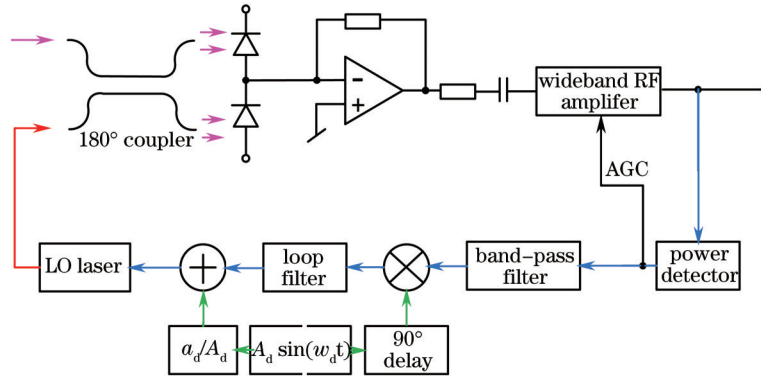 180° coupler
−
+
wideband RF
amplifer
AGC
LO laser
+
loop
filter
band−pass
filter
power
detector
a_d/A_d
A_d sin(w_d t)
90°
delay